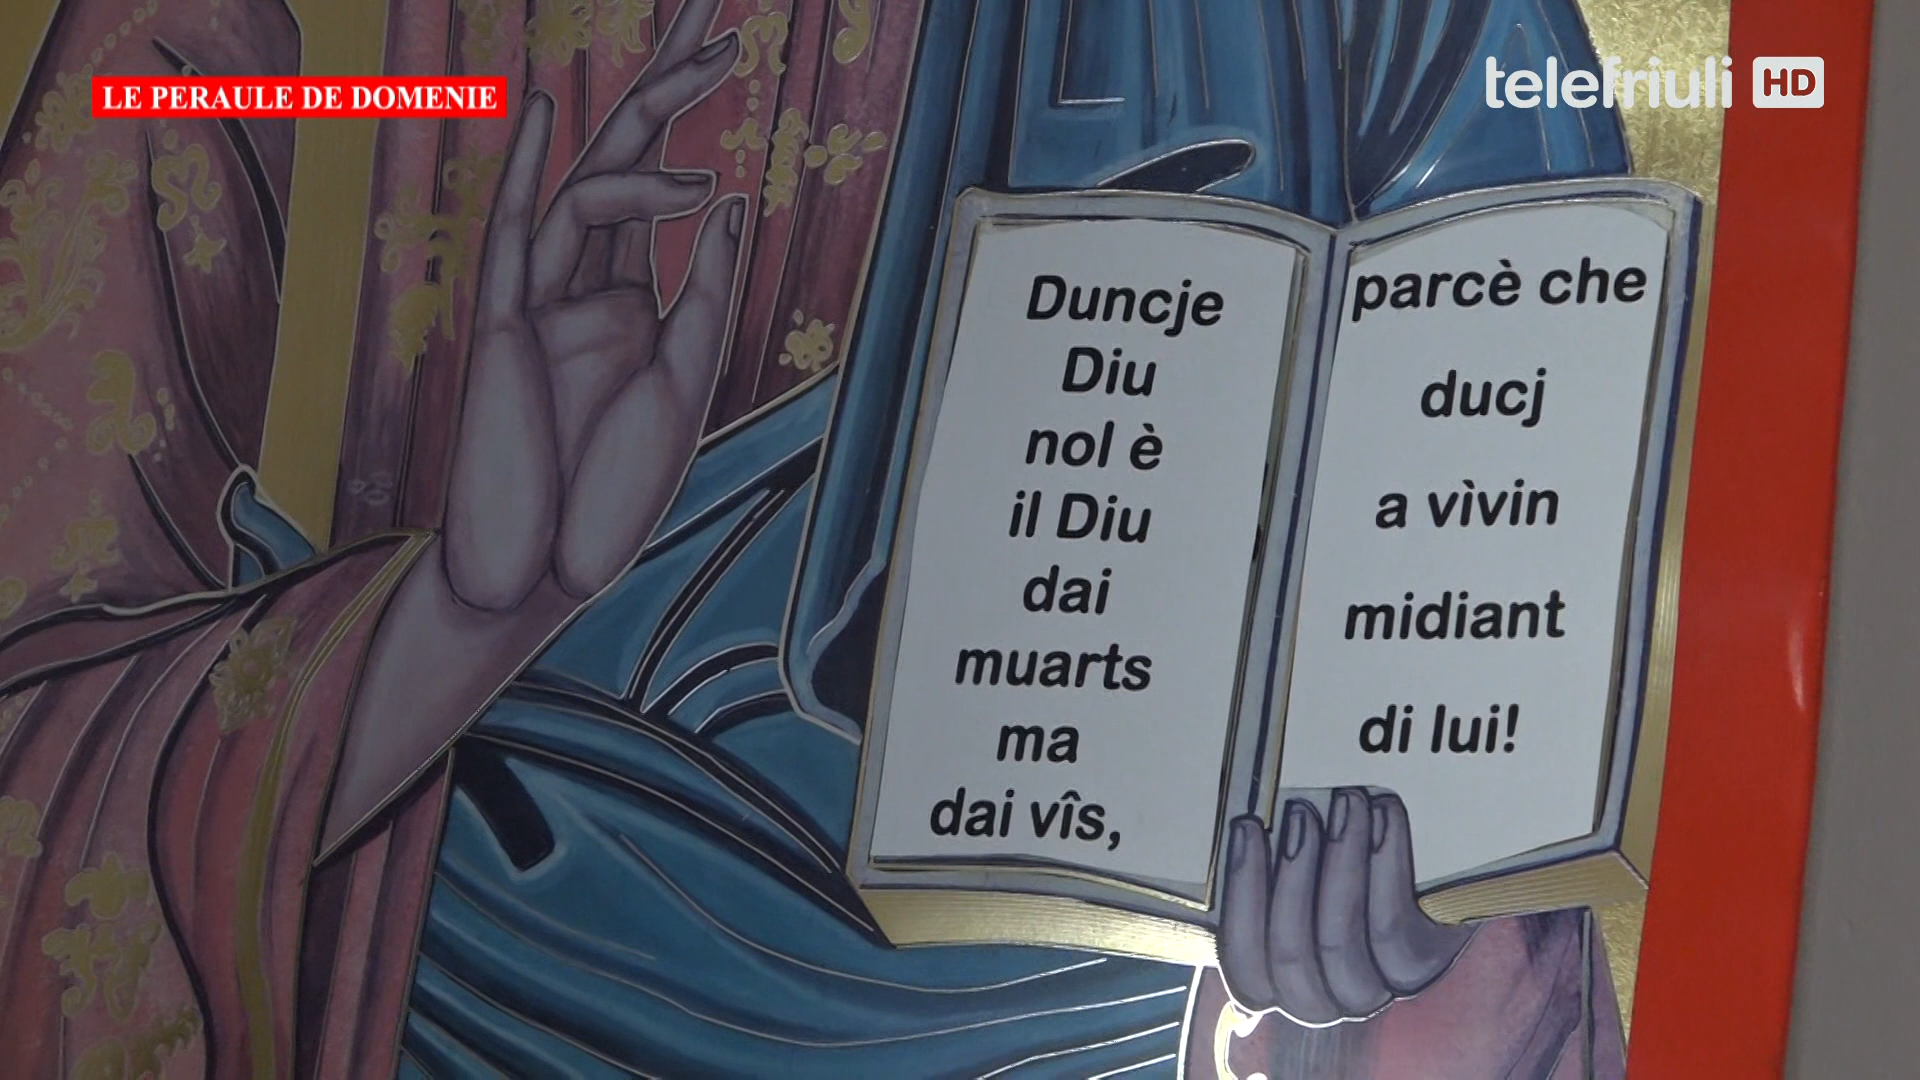 LE PERAULE DE DOMENIE
telefriuli HD
Duncje
Diu
nol è
il Diu
dai
muarts
ma
dai vîs,
parcè che
ducj
a vìvin
midiant
di lui!